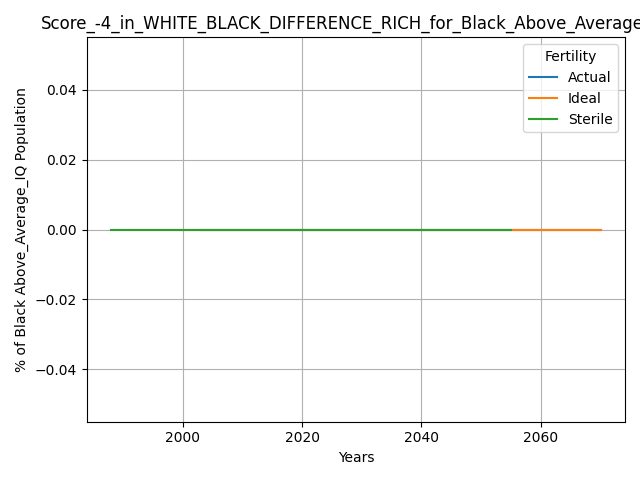 Score_-4_in_WHITE_BLACK_DIFFERENCE_RICH_for_Black_Above_Average
Fertility
Actual
Ideal
Sterile
% of Black Above_Average_IQ Population
0.04
0.02
0.00
−0.02
−0.04
2000 2020 2040 2060
Years